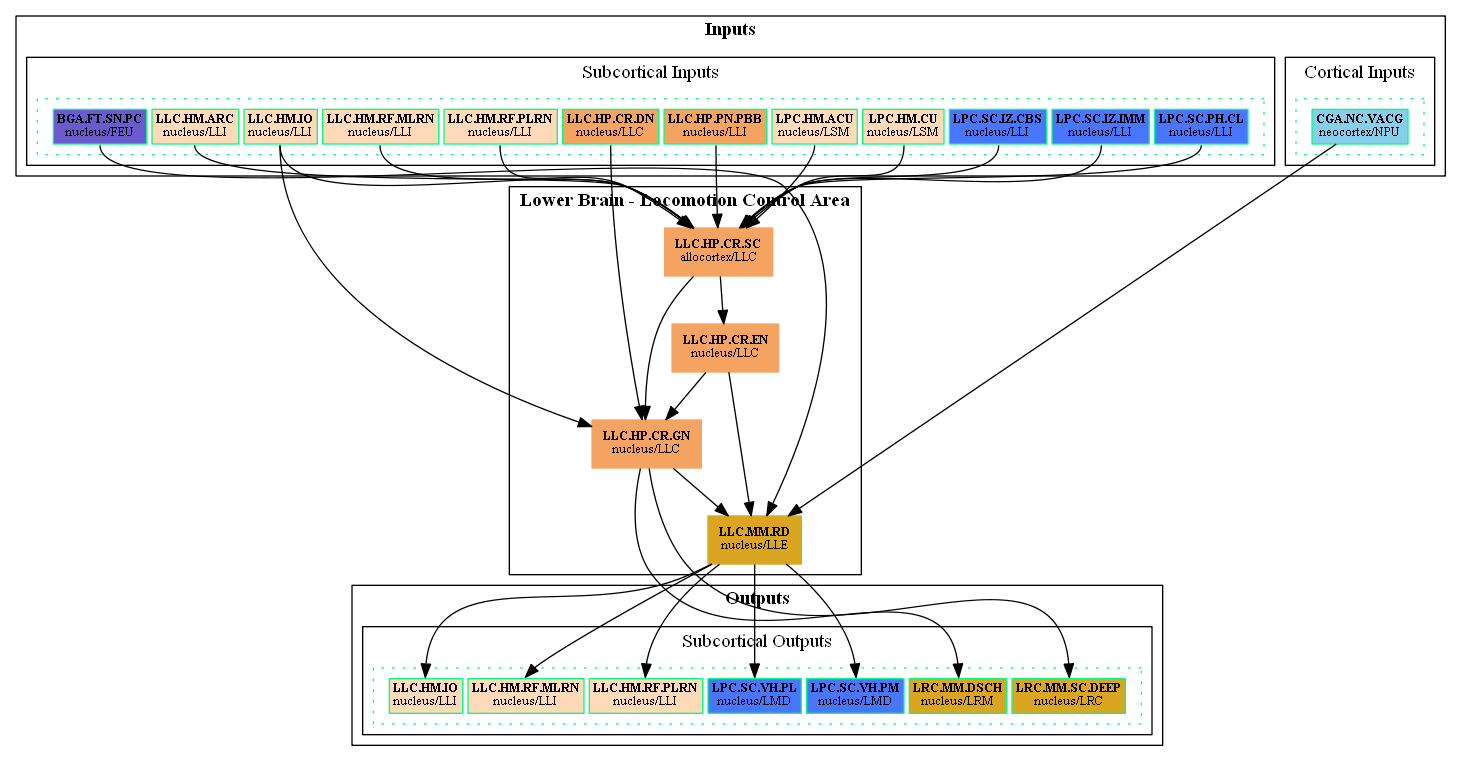 Inputs
Subcortical Inputs
Cortical Inputs
BGA.FT.SN.PC
nucleus/FEU
LLC.HM.ARC
nucleus/LLI
LLC.HM.IO
nucleus/LLI
LLC.HM.RF.MLRN
nucleus/LLI
LLC.HM.RF.PLRN
nucleus/LLI
LLC.HP.CR.DN
nucleus/LLC
LLC.HP.PN.PBB
nucleus/LLI
LPC.HM.ACU
nucleus/LSM
LPC.HM.CU
nucleus/LSM
LPC.SC.IZ.CBS
nucleus/LLI
LPC.SC.IZ.IMM
nucleus/LLI
LPC.SC.PH.CL
nucleus/LLI
CGA.NC.VACG
neocortex/NPU
Lower Brain - Locomotion Control Area
LLC.HP.CR.SC
allocortex/LLC
LLC.HP.CR.EN
nucleus/LLC
LLC.HP.CR.GN
nucleus/LLC
LLC.MM.RD
nucleus/LLE
Outputs
Subcortical Outputs
LLC.HM.IO
nucleus/LLI
LLC.HM.RF.MLRN
nucleus/LLI
LLC.HM.RF.PLRN
nucleus/LLI
LPC.SC.VH.PL
nucleus/LMD
LPC.SC.VH.PM
nucleus/LMD
LRC.MM.DSCH
nucleus/LRM
LRC.MM.SC.DEEP
nucleus/LRC